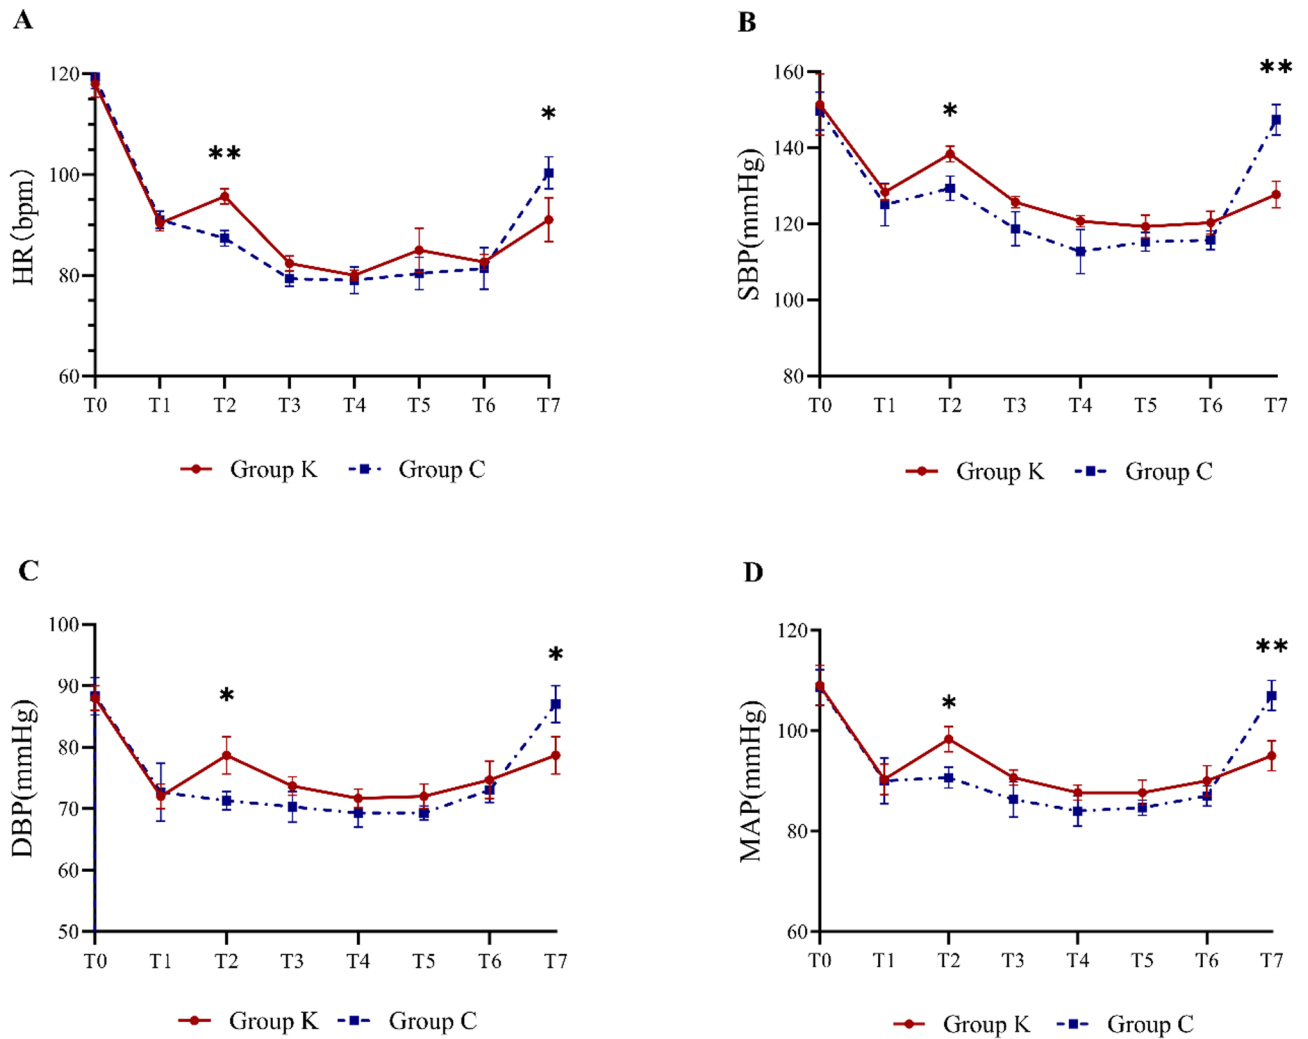 A
HR (bpm)
120
100
80
60
**
*
T0 T1 T2 T3 T4 T5 T6 T7
Group K Group C
B
SBP(mmHg)
160
140
120
100
80
*
**
T0 T1 T2 T3 T4 T5 T6 T7
Group K Group C
C
DBP(mmHg)
100
90
80
70
60
50
*
*
T0 T1 T2 T3 T4 T5 T6 T7
Group K Group C
D
MAP(mmHg)
120
100
80
60
*
**
T0 T1 T2 T3 T4 T5 T6 T7
Group K Group C